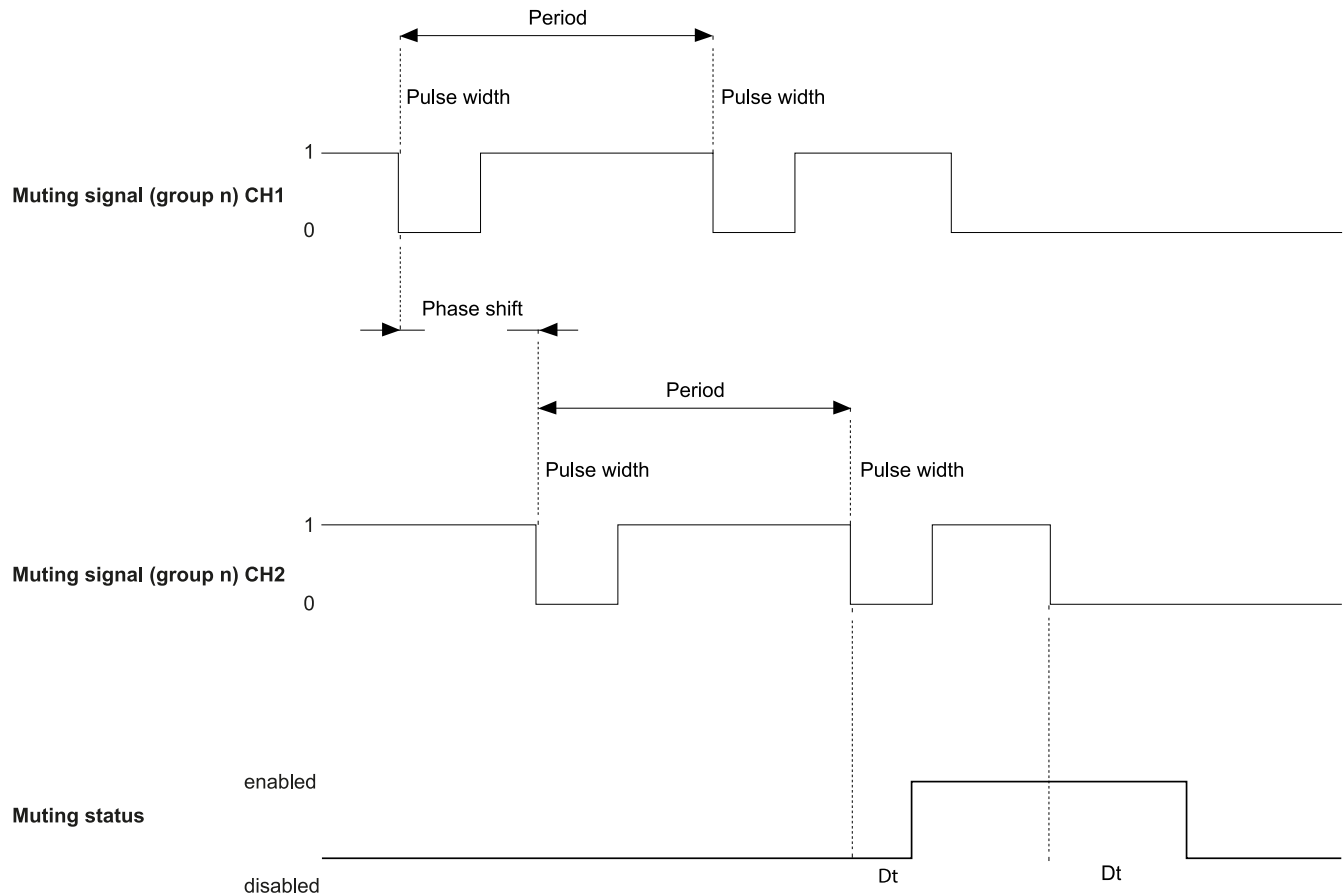 Period
Pulse width
Pulse width
1
Muting signal (group n) CH1
0
Phase shift
Period
Pulse width
Pulse width
1
Muting signal (group n) CH2
0
enabled
Muting status
Dt
Dt
disabled